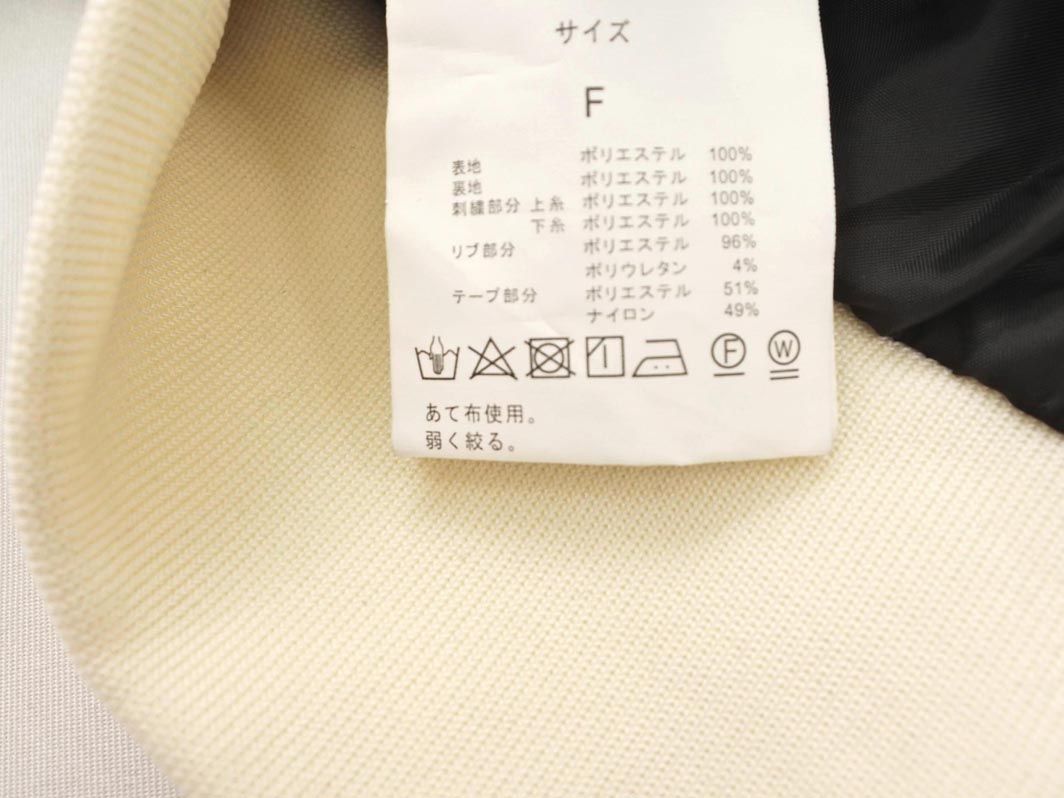 サイズ
F
表地 ポリエステル 100%
裏地 ポリエステル 100%
刺繍部分 上糸 ポリエステル 100%
下糸 ポリエステル 100%
リブ部分 ポリエステル 96%
ポリウレタン 4%
テープ部分 ポリエステル 51%
ナイロン 49%
F W
あて布使用。
弱く絞る。